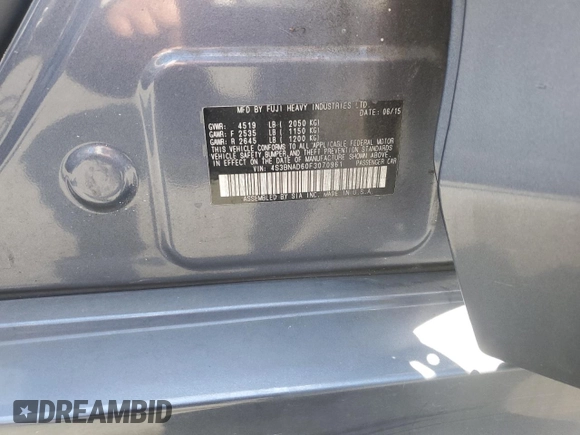 MFD BY FUJI HEAVY INDUSTRIES LTD.
DATE: 06/15
GVWR: 4519 LB ( 2050 KG)
GAWR: F 2535 LB ( 1150 KG)
GAWR: R 2645 LB ( 1200 KG)
THIS VEHICLE CONFORMS TO ALL APPLICABLE FEDERAL MOTOR
VEHICLE SAFETY, BUMPER, AND THEFT PREVENTION STANDARDS
IN EFFECT ON THE DATE OF MANUFACTURE SHOWN ABOVE.
VIN: 4S3BNAD60F3070961 PASSENGER CAR
ASSEMBLED BY SIA INC. MADE IN U.S.A.
DREAMBID